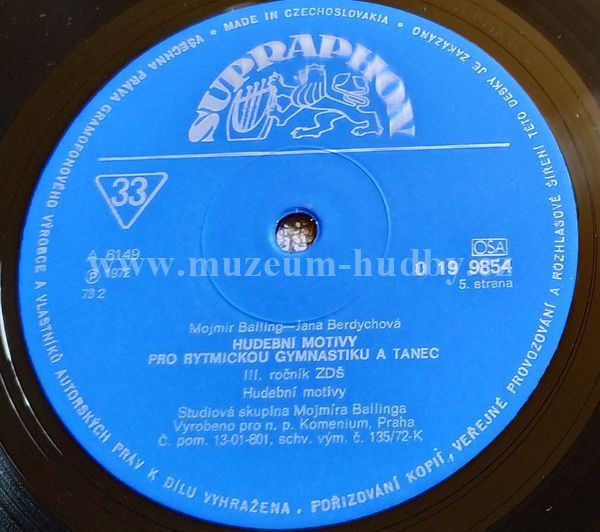 • MADE IN CZECHOSLOVAKIA •
SUPRAPHON
33
A 6149
Ⓟ 1972
73 2
OSA
0 19 9854
5. strana
www.muzeum-hudby
Mojmír Balling—Jana Berdychová
HUDEBNÍ MOTIVY
PRO RYTMICKOU GYMNASTIKU A TANEC
III. ročník ZDŠ
Hudební motivy
Studiová skupina Mojmíra Ballinga
Vyrobeno pro n. p. Komenium, Praha
Č. pom. 13-01-801, schv. vým. č. 135/72-K
VŠECHNA PRÁVA GRAMOFONOVÉHO VÝROBCE A VLASTNÍKŮ AUTORSKÝCH PRÁV K DÍLU VYHRAŽENA. POŘIZOVÁNÍ KOPIÍ, VEŘEJNÉ PROVOZOVÁNÍ A ROZHLASOVÉ ŠÍŘENÍ TÉTO DESKY JE ZAKÁZÁNO